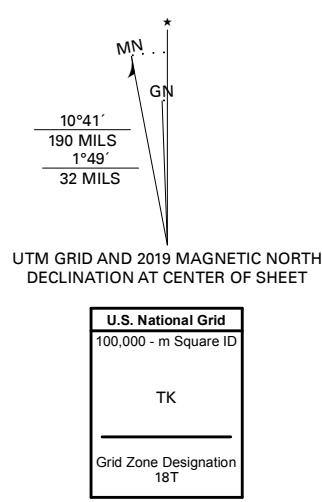 ★
MN
GN
10°41´
190 MILS
1°49´
32 MILS
UTM GRID AND 2019 MAGNETIC NORTH
DECLINATION AT CENTER OF SHEET
U.S. National Grid
100,000 - m Square ID
TK
Grid Zone Designation
18T